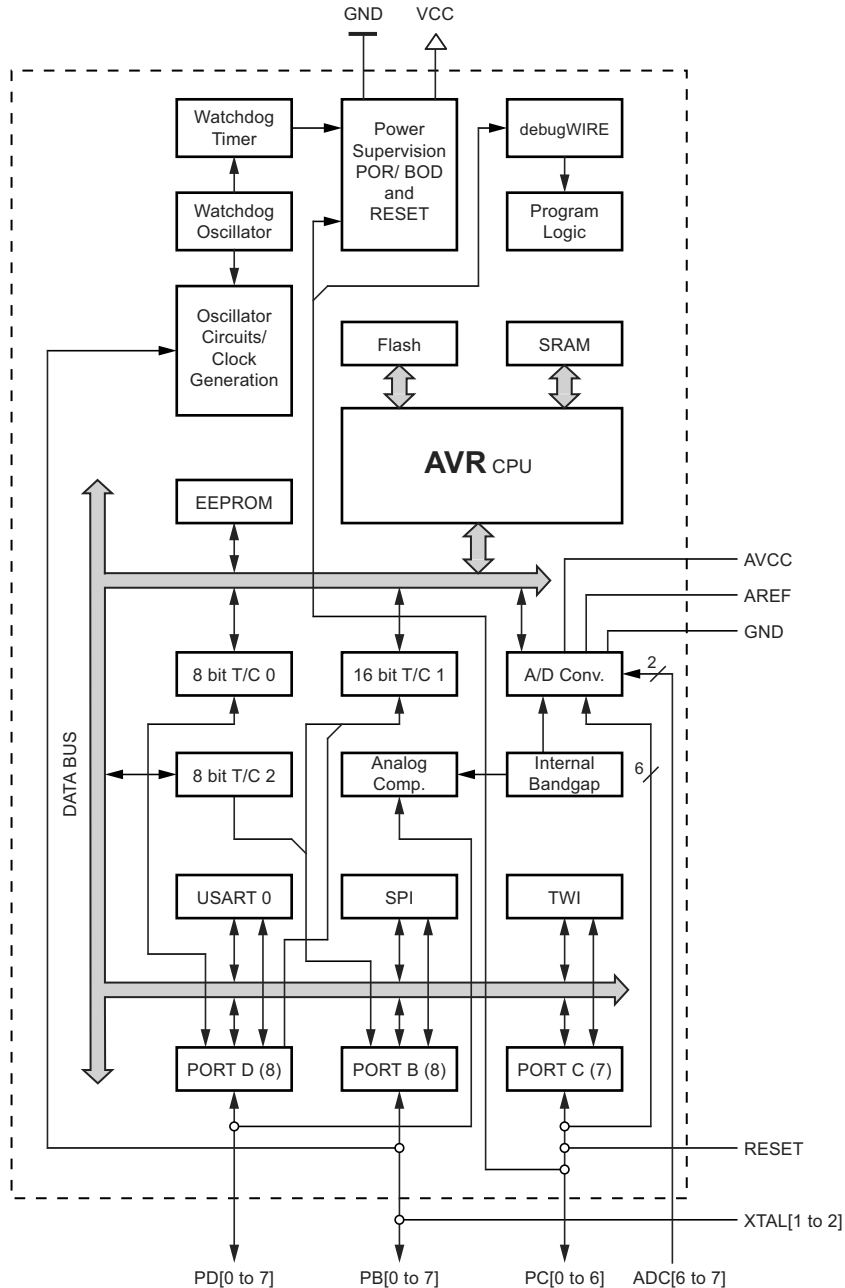 GND
VCC
Watchdog
Timer
Power
Supervision
POR/ BOD
and
RESET
debugWIRE
Watchdog
Oscillator
Program
Logic
Oscillator
Circuits/
Clock
Generation
Flash
SRAM
AVR CPU
EEPROM
AVCC
AREF
GND
8 bit T/C 0
16 bit T/C 1
A/D Conv.
2
DATA BUS
8 bit T/C 2
Analog
Comp.
Internal
Bandgap
6
USART 0
SPI
TWI
PORT D (8)
PORT B (8)
PORT C (7)
RESET
XTAL[1 to 2]
PD[0 to 7]
PB[0 to 7]
PC[0 to 6]
ADC[6 to 7]